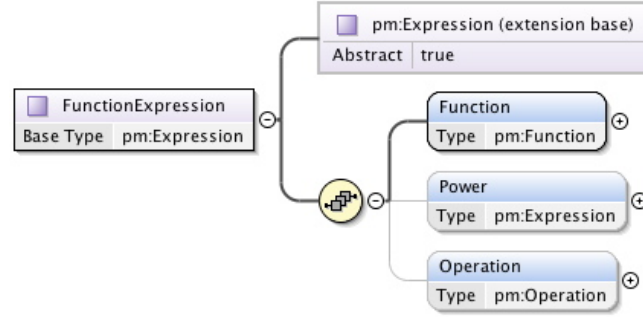 pm:Expression (extension base)
Abstract true
FunctionExpression
Base Type pm:Expression
Function
Type pm:Function
Power
Type pm:Expression
Operation
Type pm:Operation